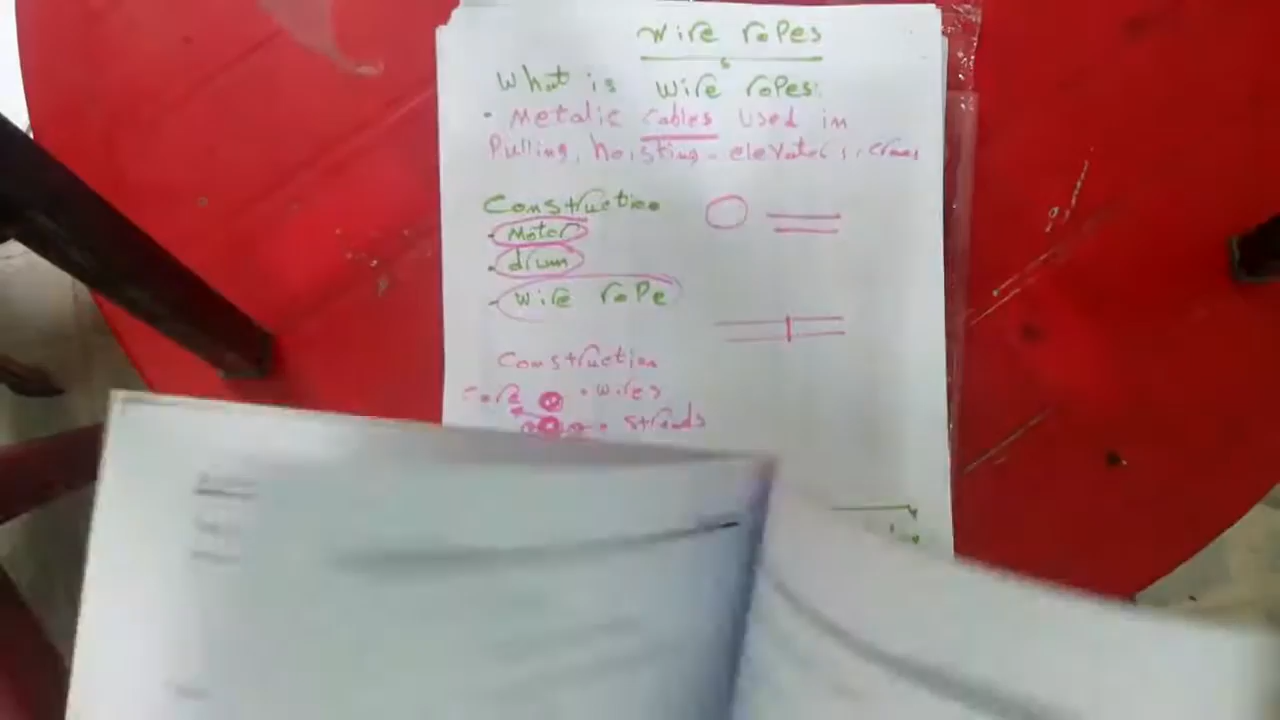 Wire ropes
What is wire ropes:
• Metalic cables used in
Pulling, hoisting - elevators, cranes
Construction
• Motor
• drum
• wire rope
Construction
Core • wires
• strands